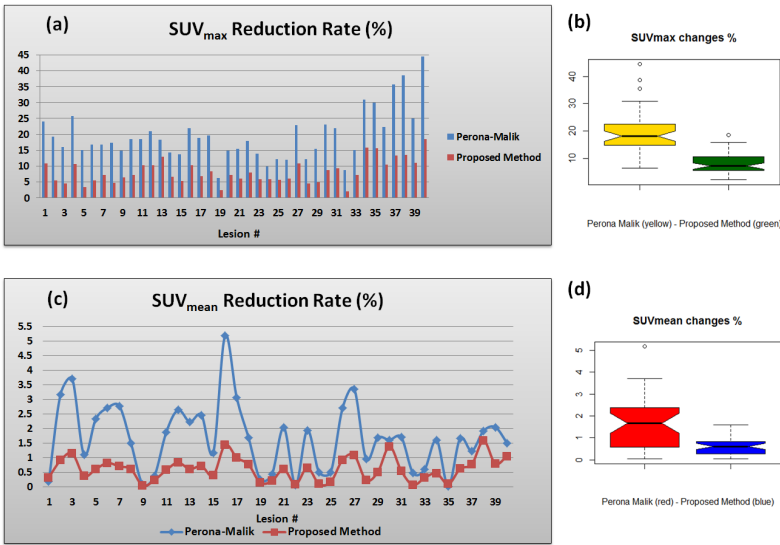 (a)
SUVmax Reduction Rate (%)
45
40
35
30
25
20
15
10
5
0
Perona-Malik
Proposed Method
1 3 5 7 9 11 13 15 17 19 21 23 25 27 29 31 33 35 37 39
Lesion #
(b)
SUVmax changes %
40
30
20
10
Perona Malik (yellow) - Proposed Method (green)
(c)
SUVmean Reduction Rate (%)
5.5
5
4.5
4
3.5
3
2.5
2
1.5
1
0.5
0
1 3 5 7 9 11 13 15 17 19 21 23 25 27 29 31 33 35 37 39
Lesion #
Perona-Malik
Proposed Method
(d)
SUVmean changes %
5
4
3
2
1
0
Perona Malik (red) - Proposed Method (blue)